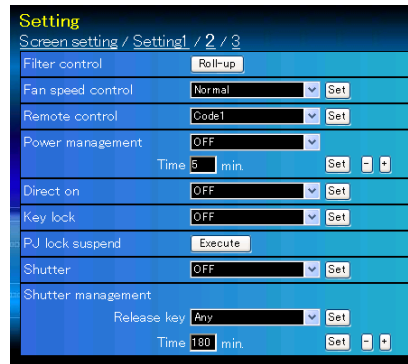 Setting
Screen setting / Setting1 / 2 / 3
Filter control Roll-up
Fan speed control Normal Set
Remote control Code1 Set
Power management OFF
Time 5 min. Set - +
Direct on OFF Set
Key lock OFF Set
PJ lock suspend Execute
Shutter OFF Set
Shutter management
Release key Any Set
Time 180 min. Set - +